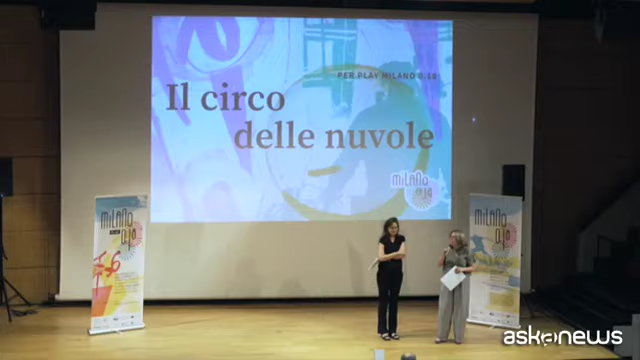 PER PLAY MILANO 0.18
Il circo
delle nuvole
MiLANo
0.18
MiLANo
0.18
MiLANo
0.18
askanews